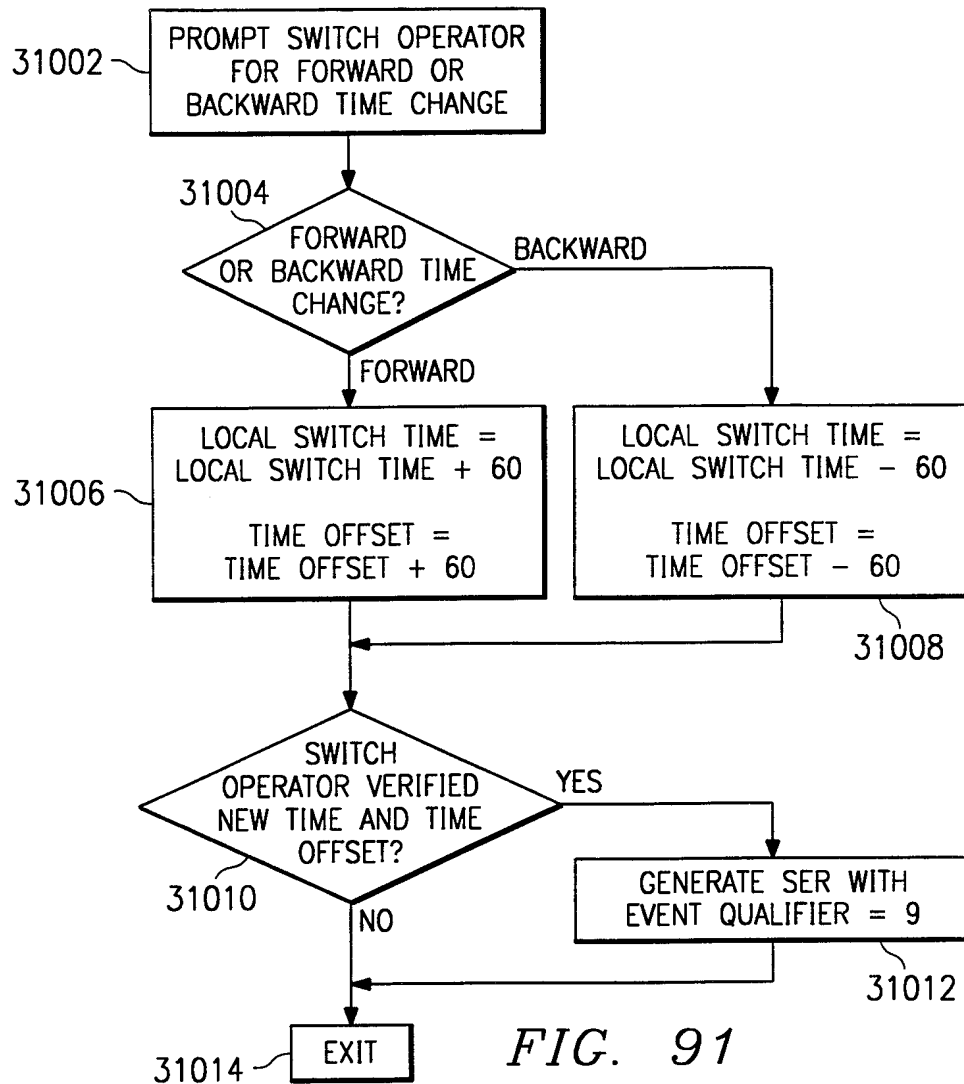 31002
PROMPT SWITCH OPERATOR
FOR FORWARD OR
BACKWARD TIME CHANGE
31004
FORWARD
OR BACKWARD TIME
CHANGE?
BACKWARD
FORWARD
31006
LOCAL SWITCH TIME =
LOCAL SWITCH TIME + 60
TIME OFFSET =
TIME OFFSET + 60
LOCAL SWITCH TIME =
LOCAL SWITCH TIME − 60
TIME OFFSET =
TIME OFFSET − 60
31008
SWITCH
OPERATOR VERIFIED
NEW TIME AND TIME
OFFSET?
31010
YES
NO
GENERATE SER WITH
EVENT QUALIFIER = 9
31012
31014
EXIT
FIG. 91